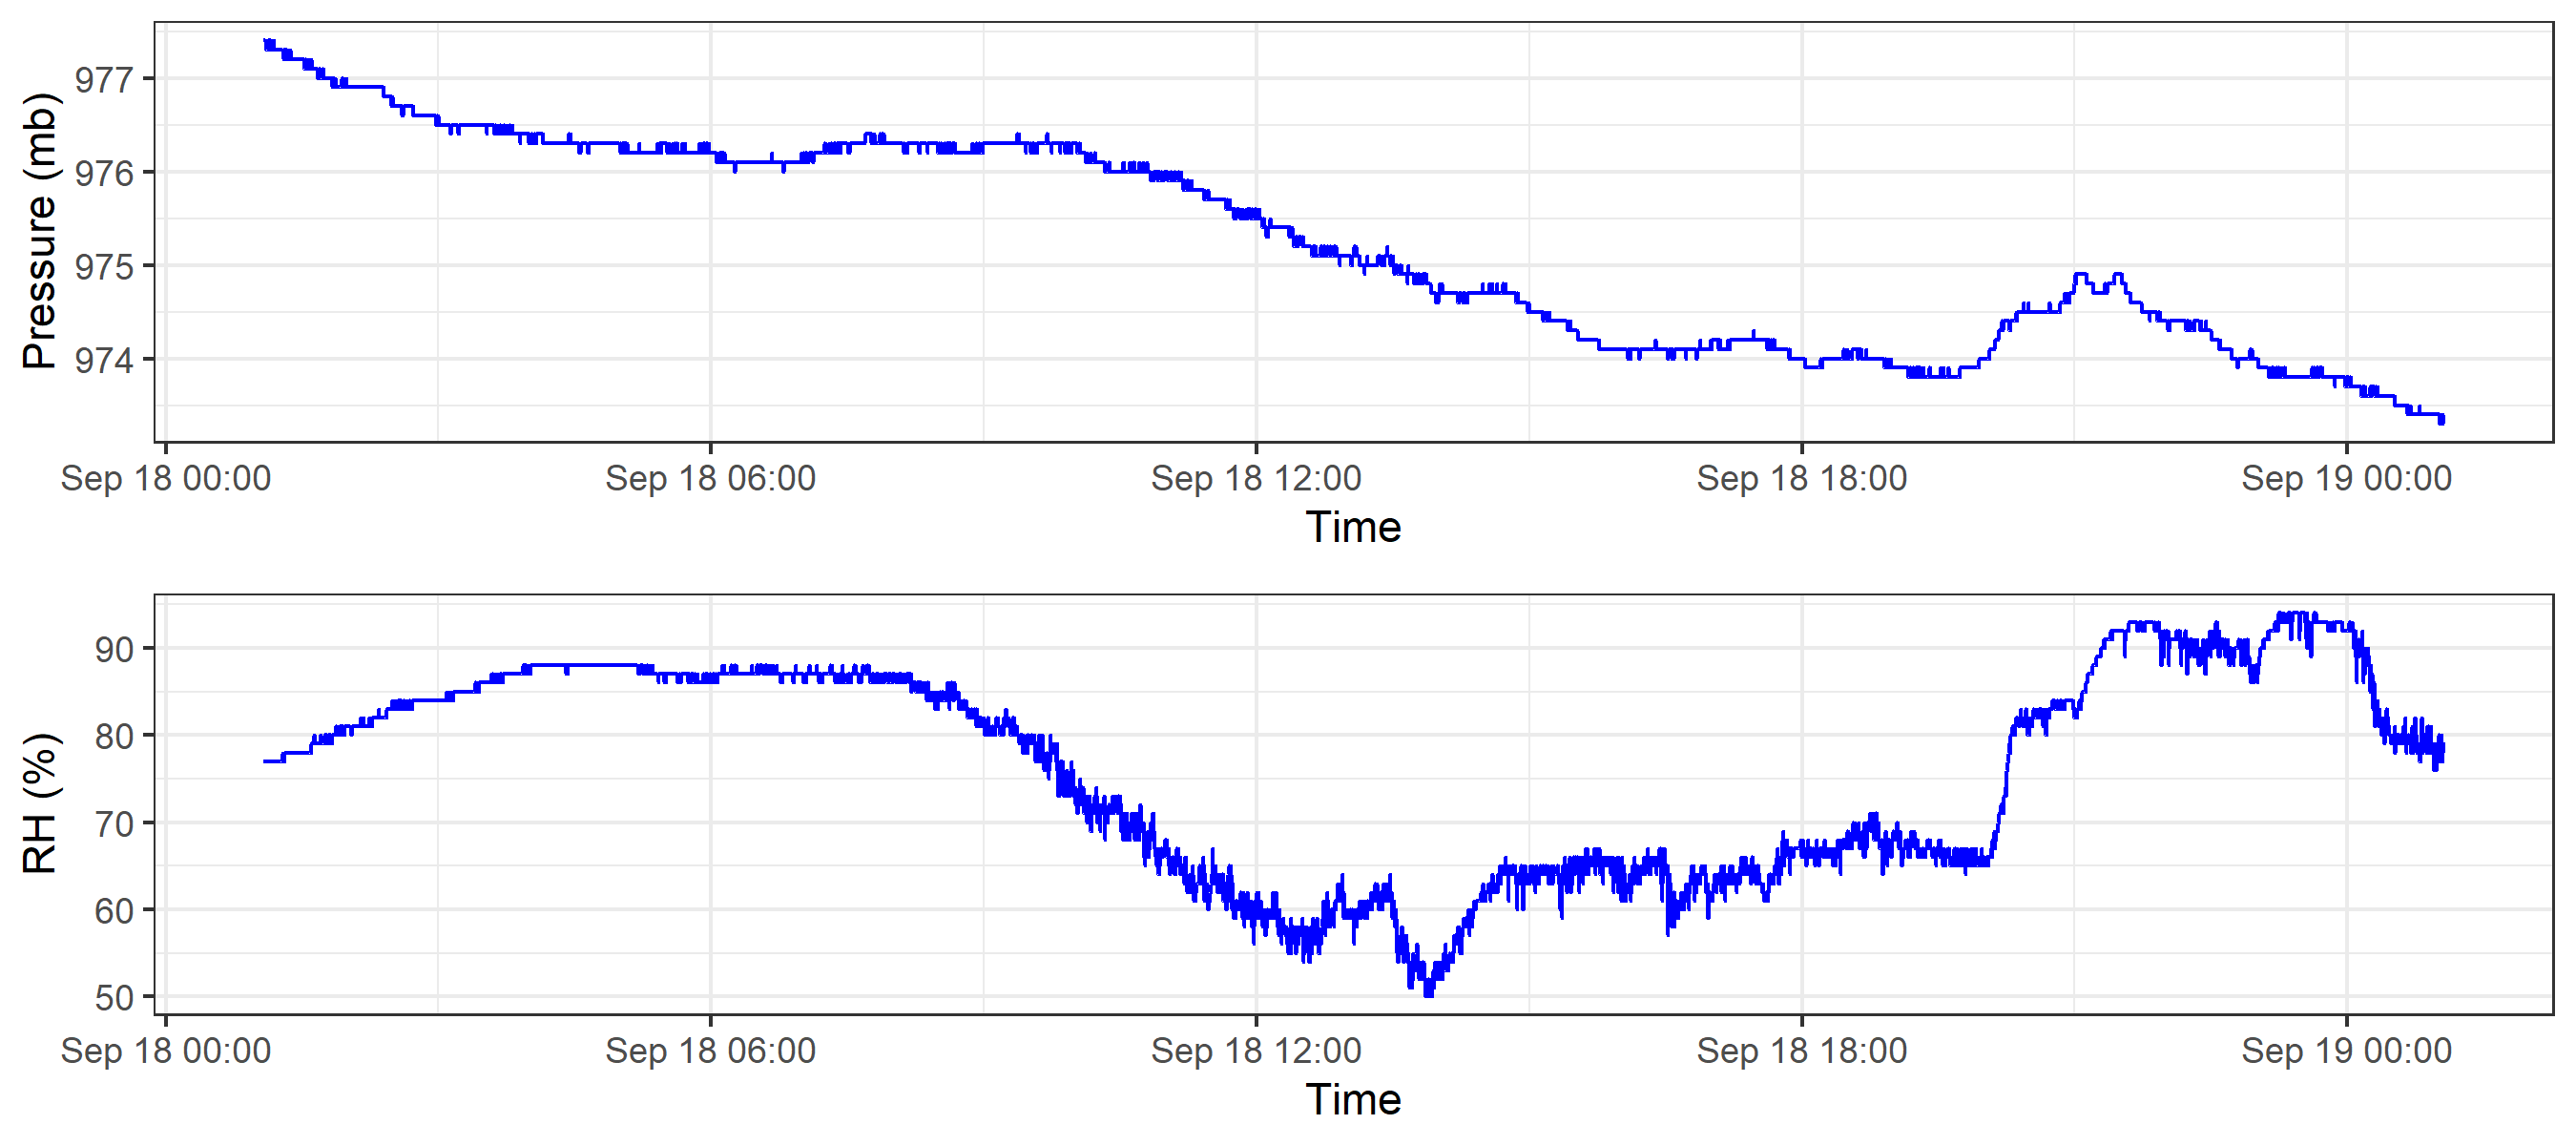 Pressure (mb)
977
976
975
974
Sep 18 00:00
Sep 18 06:00
Sep 18 12:00
Sep 18 18:00
Sep 19 00:00
Time
RH (%)
90
80
70
60
50
Sep 18 00:00
Sep 18 06:00
Sep 18 12:00
Sep 18 18:00
Sep 19 00:00
Time